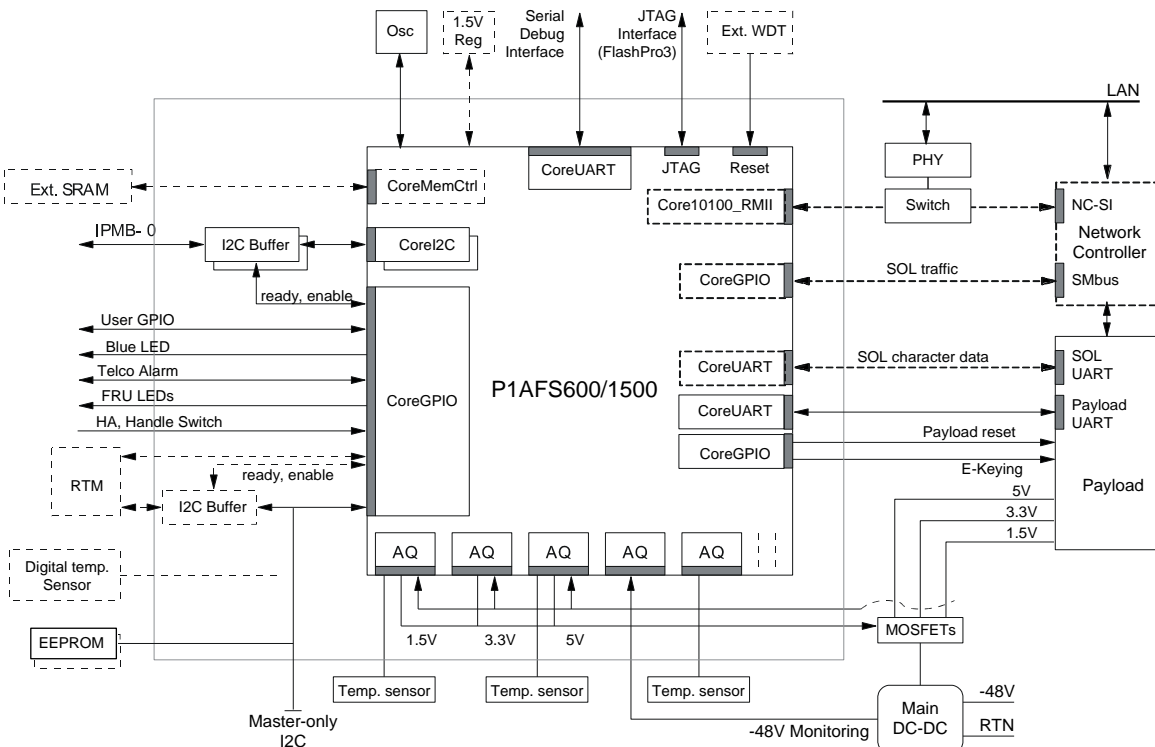 Osc
1.5V
Reg
Serial
Debug
Interface
JTAG
Interface
(FlashPro3)
Ext. WDT
LAN
PHY
Switch
NC-SI
Network
Controller
SMbus
CoreUART
JTAG
Reset
Ext. SRAM
CoreMemCtrl
Core10100_RMII
IPMB- 0
I2C Buffer
CoreI2C
CoreGPIO
SOL traffic
ready, enable
User GPIO
Blue LED
Telco Alarm
FRU LEDs
HA, Handle Switch
CoreGPIO
P1AFS600/1500
CoreUART
SOL character data
SOL
UART
CoreUART
Payload
UART
CoreGPIO
Payload reset
E-Keying
Payload
5V
3.3V
1.5V
RTM
ready, enable
I2C Buffer
Digital temp.
Sensor
EEPROM
AQ
AQ
AQ
AQ
AQ
1.5V
3.3V
5V
MOSFETs
Temp. sensor
Temp. sensor
Temp. sensor
Master-only
I2C
-48V Monitoring
Main
DC-DC
-48V
RTN